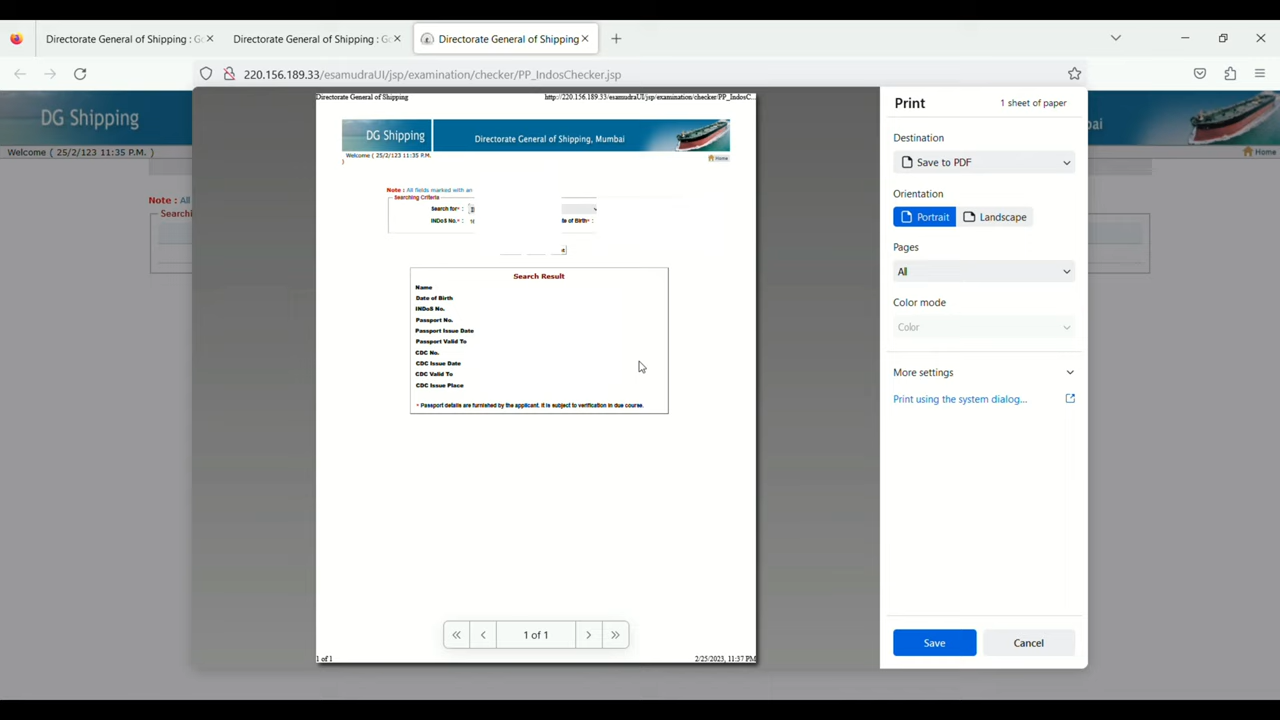 Directorate General of Shipping : Go
Directorate General of Shipping : Go
Directorate General of Shipping
220.156.189.33/esamudraUI/jsp/examination/checker/PP_IndosChecker.jsp
DG Shipping
Welcome ( 25/2/123 11:35 P.M. )
Note : All
Searchi
Directorate General of Shipping
http://220.156.189.33/esamudraUI/jsp/examination/checker/PP_IndosC...
DG Shipping
Directorate General of Shipping, Mumbai
Welcome ( 25/2/123 11:35 P.M.
)
Home
Note : All fields marked with an
Searching Criteria
Search for* :
INDoS No.* :
te of Birth* :
Search Result
Name
Date of Birth
INDoS No.
Passport No.
Passport Issue Date
Passport Valid To
CDC No.
CDC Issue Date
CDC Valid To
CDC Issue Place
* Passport details are furnished by the applicant. It is subject to verification in due course.
1 of 1
1 of 1
2/25/2023, 11:37 PM
Print
1 sheet of paper
Destination
Save to PDF
Orientation
Portrait
Landscape
Pages
All
Color mode
Color
More settings
Print using the system dialog...
Save
Cancel
bai
Home